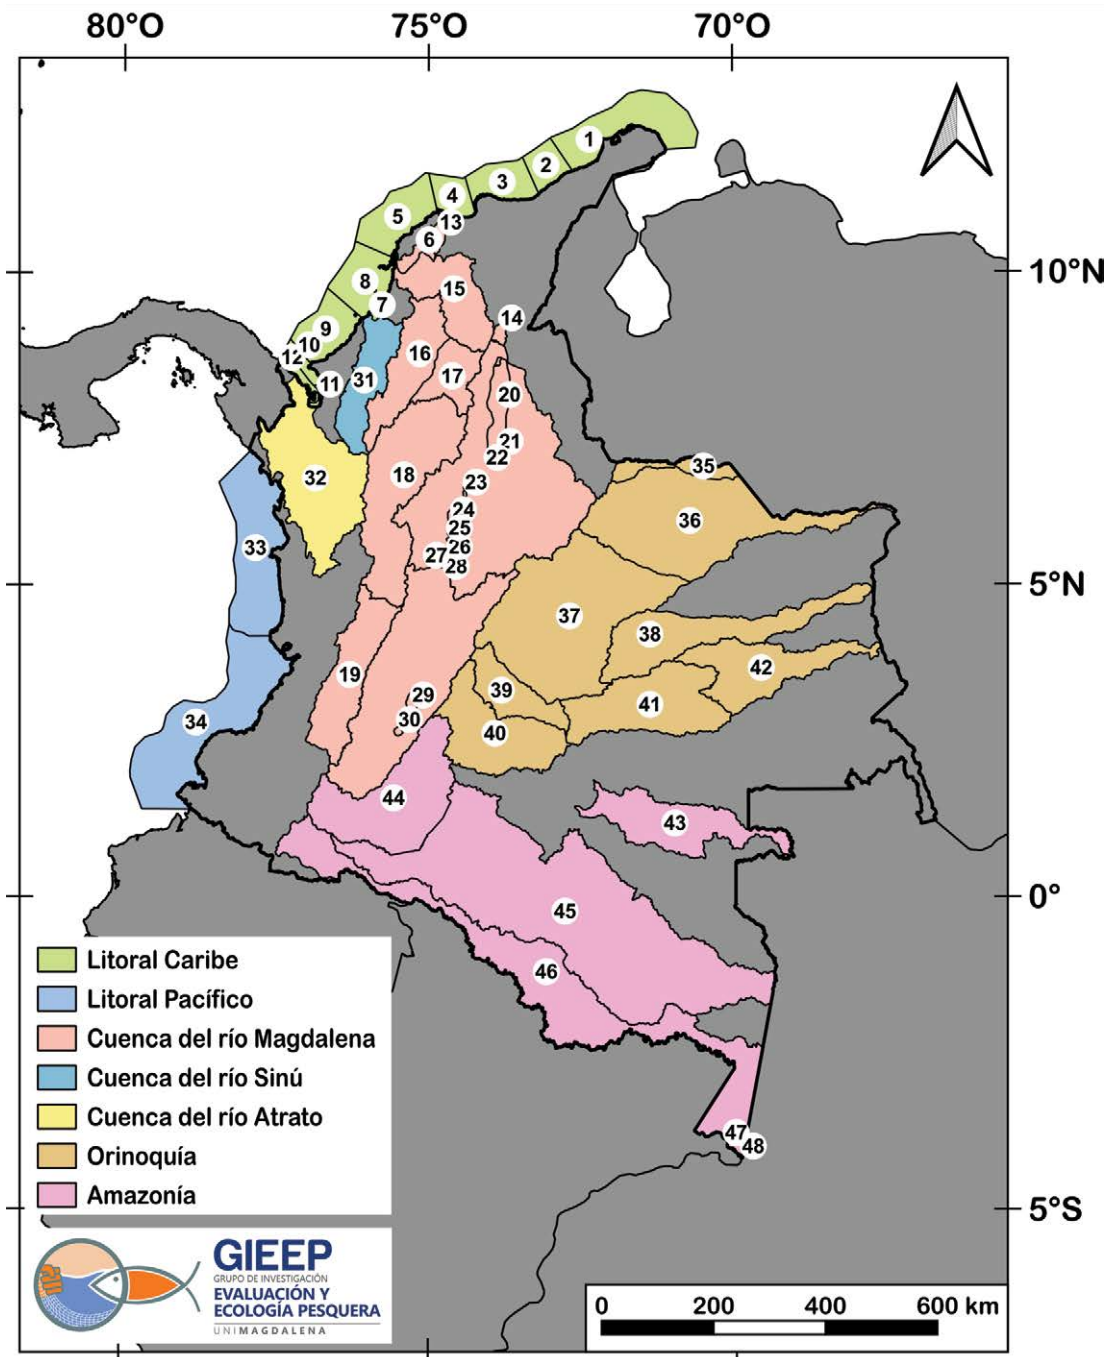 80°O 75°O 70°O
1
2
3
4
13
5
6
10°N
8
15
7
14
9
10
12
16
17
11
31
20
21
22
35
18
32
23
24
36
25
33
26
27
28
5°N
37
38
42
19
39
29
41
30
34
40
44
43
0°
45
46
Litoral Caribe
Litoral Pacífico
Cuenca del río Magdalena
Cuenca del río Sinú
Cuenca del río Atrato
Orinoquía
Amazonía
47
48
5°S
GIEEP
GRUPO DE INVESTIGACIÓN
EVALUACIÓN Y
ECOLOGÍA PESQUERA
UNIMAGDALENA
0 200 400 600 km